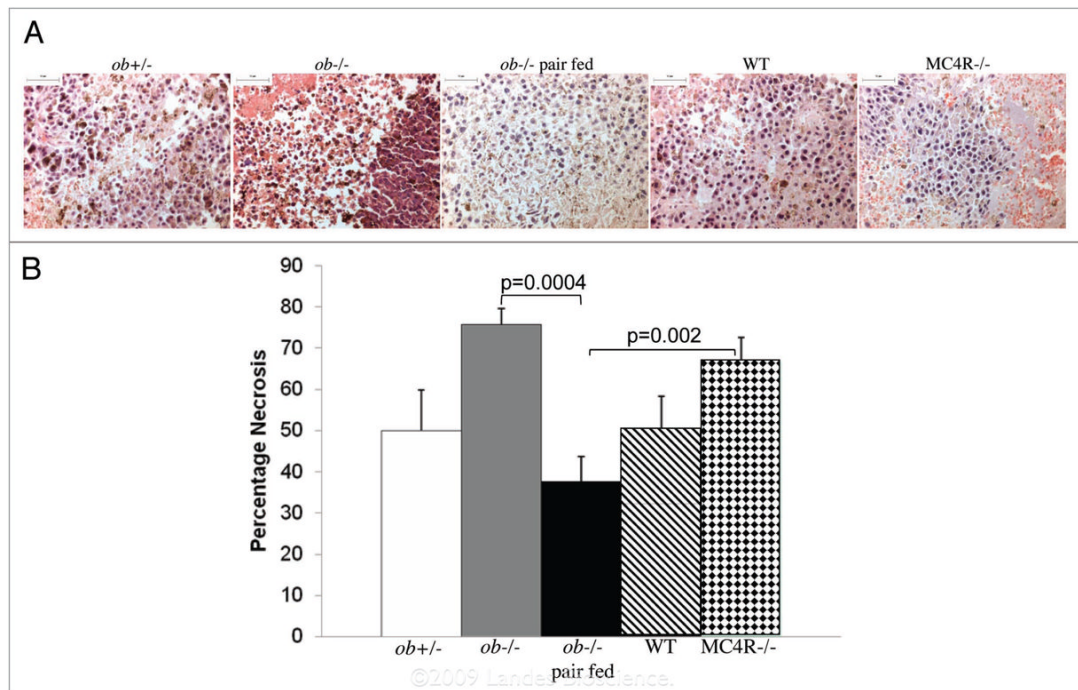 A
ob+/-
ob-/-
ob-/- pair fed
WT
MC4R-/-
B
90
80
70
60
50
40
30
20
10
0
Percentage Necrosis
p=0.0004
p=0.002
ob+/-
ob-/-
ob-/-
pair fed
WT
MC4R-/-
©2009 Landes Bioscience.